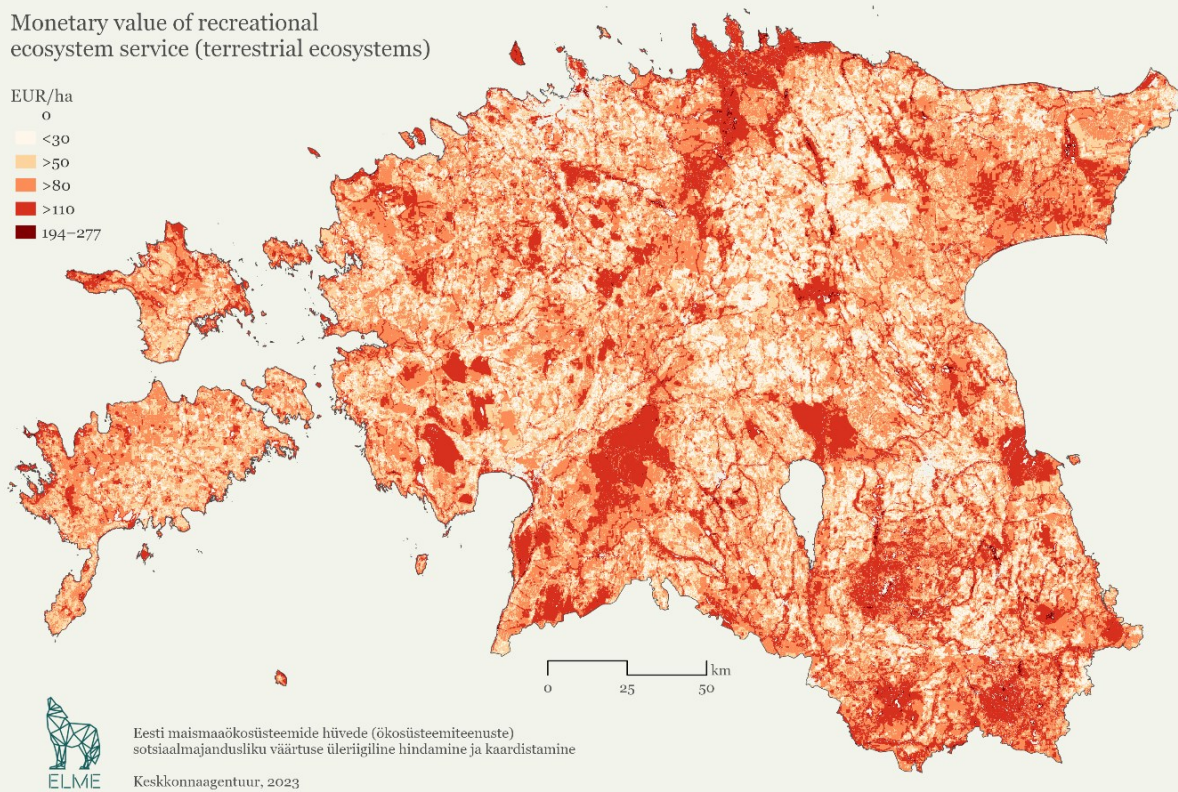 Monetary value of recreational
ecosystem service (terrestrial ecosystems)
EUR/ha
0
<30
>50
>80
>110
194–277
km
0 25 50
ELME
Eesti maismaaökosüsteemide hüvede (ökosüsteemiteenuste)
sotsiaalmajandusliku väärtuse üleriigiline hindamine ja kaardistamine
Keskkonnaagentuur, 2023